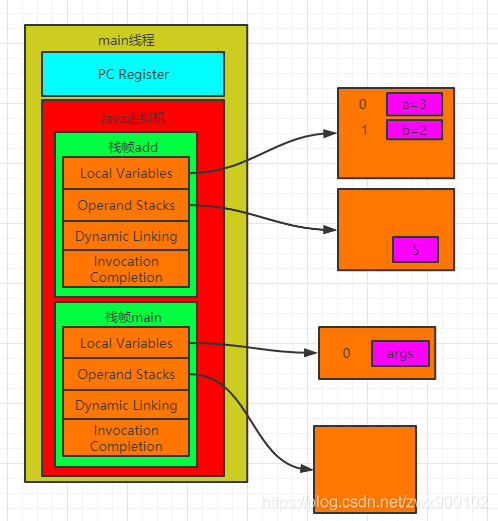 main线程
PC Register
Java虚拟机
栈帧add
Local Variables
Operand Stacks
Dynamic Linking
Invocation
Completion
栈帧main
Local Variables
Operand Stacks
Dynamic Linking
Invocation
Completion
0 a=3
1 b=2
5
0 args
https://blog.csdn.net/zwx900102